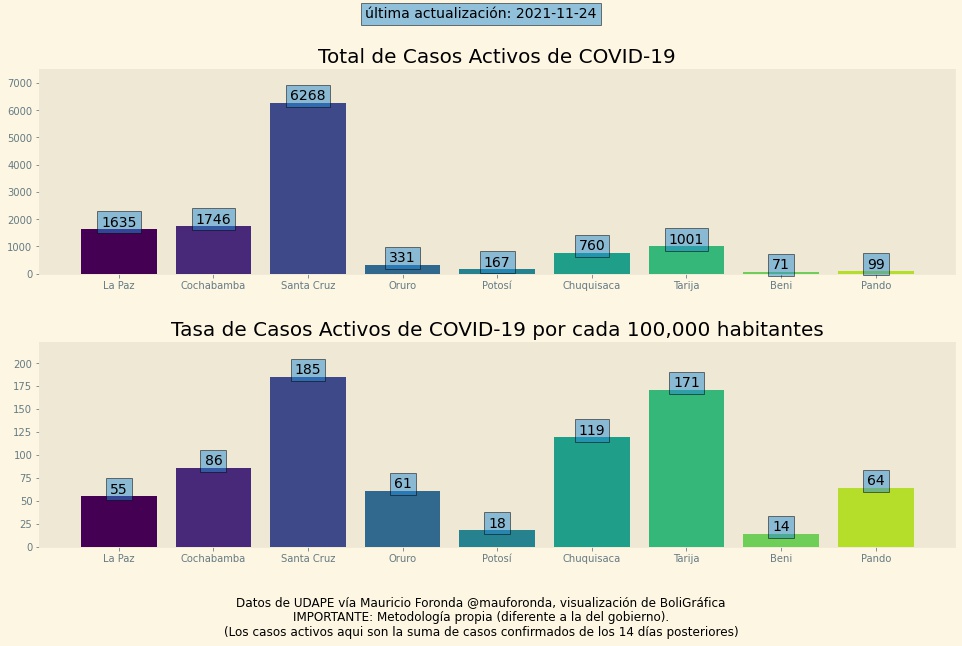 última actualización: 2021-11-24
Total de Casos Activos de COVID-19
7000
6000
5000
4000
3000
2000
1000
0
1635
1746
6268
331
167
760
1001
71
99
La Paz
Cochabamba
Santa Cruz
Oruro
Potosí
Chuquisaca
Tarija
Beni
Pando
Tasa de Casos Activos de COVID-19 por cada 100,000 habitantes
200
175
150
125
100
75
50
25
0
55
86
185
61
18
119
171
14
64
La Paz
Cochabamba
Santa Cruz
Oruro
Potosí
Chuquisaca
Tarija
Beni
Pando
Datos de UDAPE vía Mauricio Foronda @mauforonda, visualización de BoliGráfica
IMPORTANTE: Metodología propia (diferente a la del gobierno).
(Los casos activos aqui son la suma de casos confirmados de los 14 días posteriores)